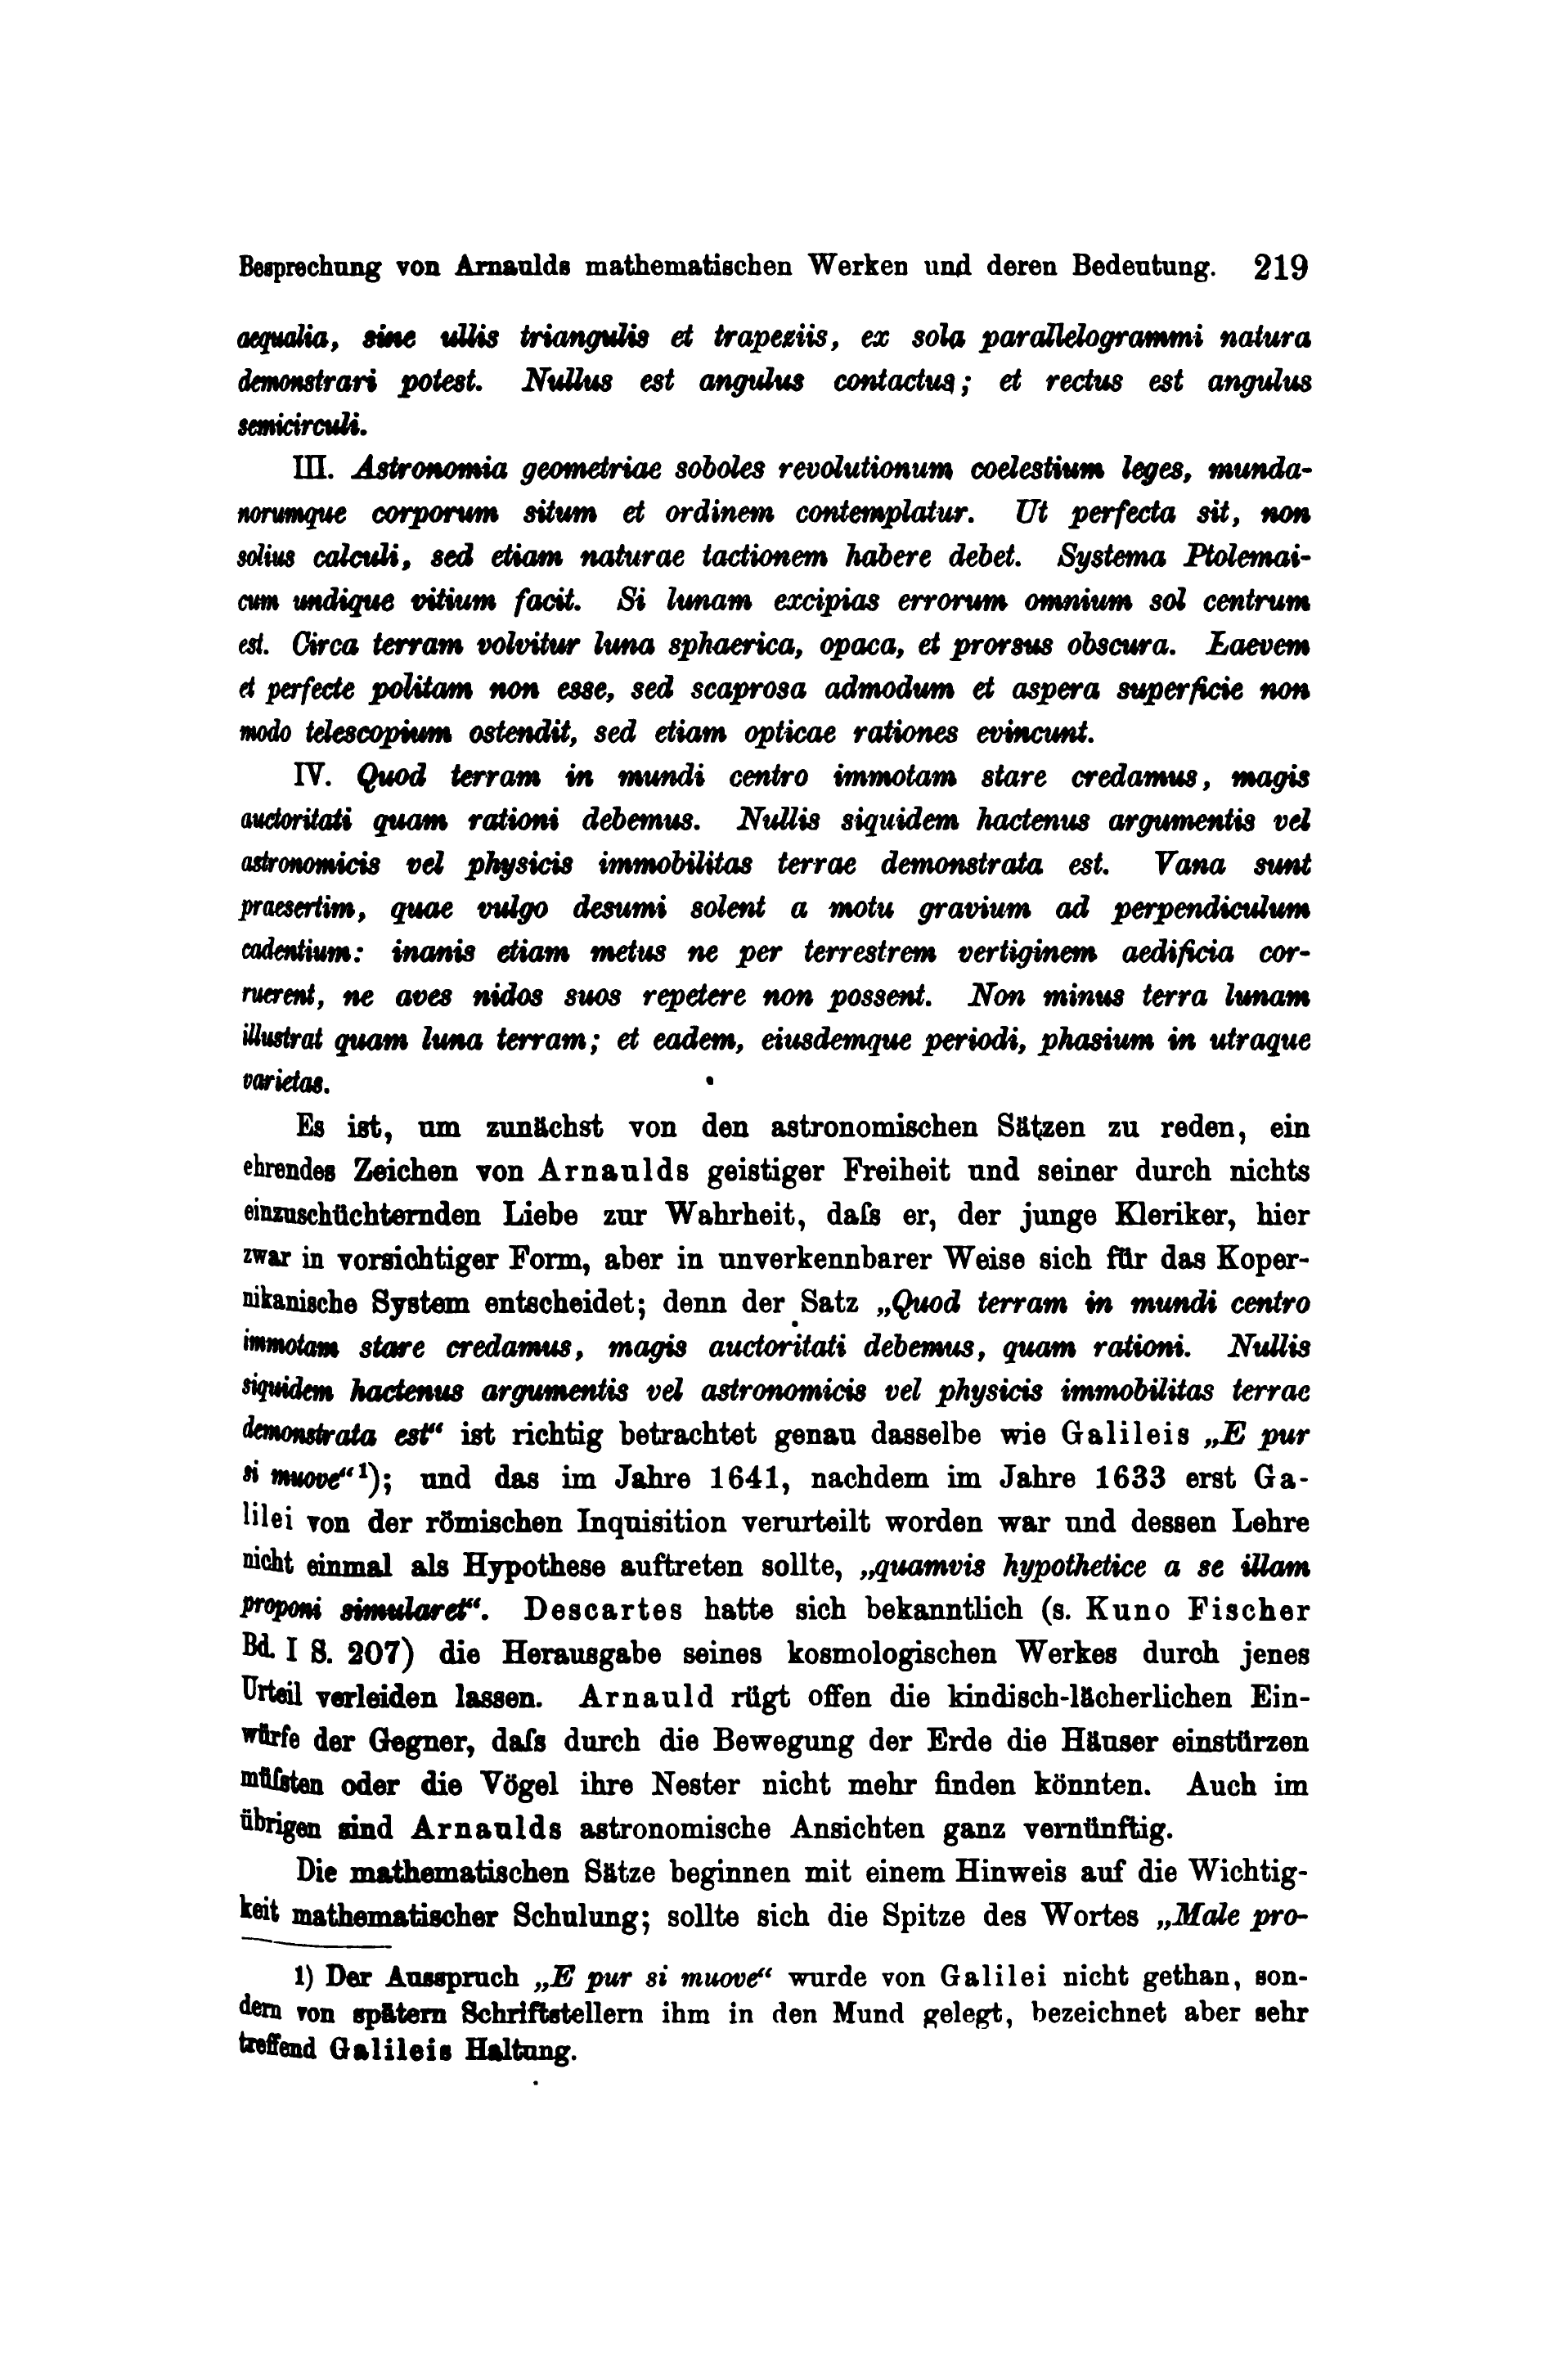 Besprechung von Arnaulds mathematischen Werken und deren Bedeutung. 219
aequalia, sine ullis triangulis et trapeziis, ex sola parallelogrammi natura
demonstrari potest. Nullus est angulus contactus; et rectus est angulus
semicirculi.
III. Astronomia geometriae soboles revolutionum coelestium leges, munda-
norumque corporum situm et ordinem contemplatur. Ut perfecta sit, non
solius calculi, sed etiam naturae tactionem habere debet. Systema Ptolemai-
cum undique vitium facit. Si lunam excipias errorum omnium sol centrum
est. Circa terram volvitur luna sphaerica, opaca, et prorsus obscura. Laevem
et perfecte politam non esse, sed scaprosa admodum et aspera superficie non
modo telescopium ostendit, sed etiam opticae rationes evincunt.
IV. Quod terram in mundi centro immotam stare credamus, magis
auctoritati quam rationi debemus. Nullis siquidem hactenus argumentis vel
astronomicis vel physicis immobilitas terrae demonstrata est. Vana sunt
praesertim, quae vulgo desumi solent a motu gravium ad perpendiculum
cadentium: inanis etiam metus ne per terrestrem vertiginem aedificia cor-
ruerent, ne aves nidos suos repetere non possent. Non minus terra lunam
illustrat quam luna terram; et eadem, eiusdemque periodi, phasium in utraque
varietas.
Es ist, um zunächst von den astronomischen Sätzen zu reden, ein
ehrendes Zeichen von Arnaulds geistiger Freiheit und seiner durch nichts
einzuschüchternden Liebe zur Wahrheit, daſs er, der junge Kleriker, hier
zwar in vorsichtiger Form, aber in unverkennbarer Weise sich für das Koper-
nikanische System entscheidet; denn der Satz „Quod terram in mundi centro
immotam stare credamus, magis auctoritati debemus, quam rationi. Nullis
siquidem hactenus argumentis vel astronomicis vel physicis immobilitas terrae
demonstrata est“ ist richtig betrachtet genau dasselbe wie Galileis „E pur
si muove“¹); und das im Jahre 1641, nachdem im Jahre 1633 erst Ga-
lilei von der römischen Inquisition verurteilt worden war und dessen Lehre
nicht einmal als Hypothese auftreten sollte, „quamvis hypothetice a se illam
proponi simularet“. Descartes hatte sich bekanntlich (s. Kuno Fischer
Bd. I S. 207) die Herausgabe seines kosmologischen Werkes durch jenes
Urteil verleiden lassen. Arnauld rügt offen die kindisch-lächerlichen Ein-
würfe der Gegner, daſs durch die Bewegung der Erde die Häuser einstürzen
müſsten oder die Vögel ihre Nester nicht mehr finden könnten. Auch im
übrigen sind Arnaulds astronomische Ansichten ganz vernünftig.
Die mathematischen Sätze beginnen mit einem Hinweis auf die Wichtig-
keit mathematischer Schulung; sollte sich die Spitze des Wortes „Male pro-
1) Der Ausspruch „E pur si muove“ wurde von Galilei nicht gethan, son-
dern von spätern Schriftstellern ihm in den Mund gelegt, bezeichnet aber sehr
treffend Galileis Haltung.